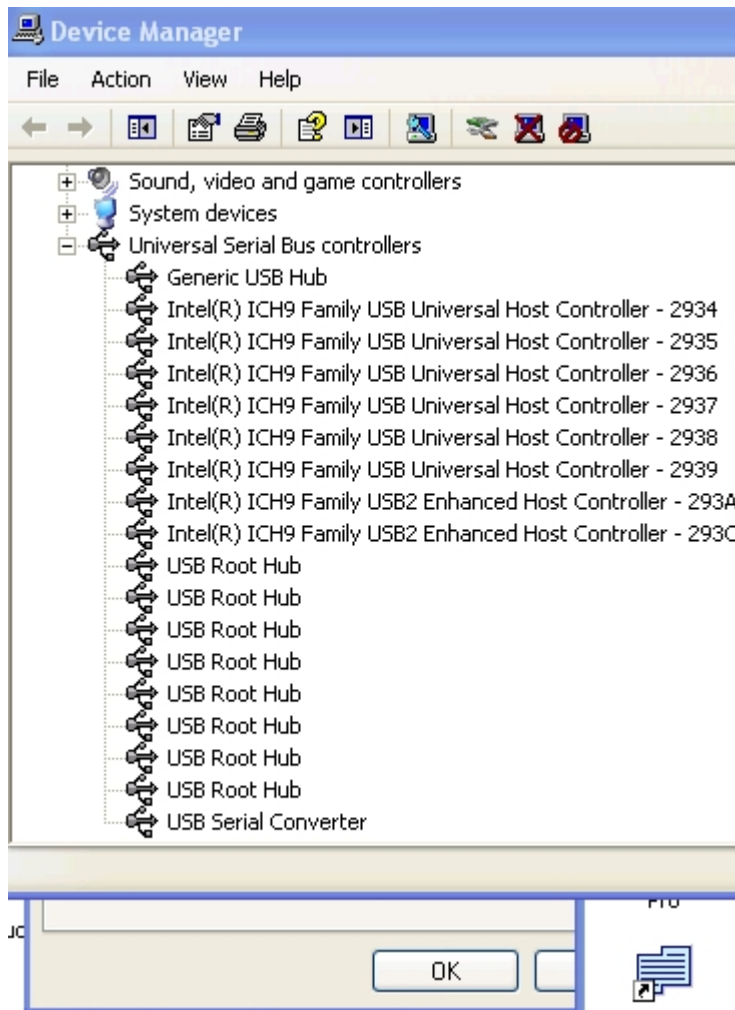 Device Manager
File Action View Help
Sound, video and game controllers
System devices
Universal Serial Bus controllers
Generic USB Hub
Intel(R) ICH9 Family USB Universal Host Controller - 2934
Intel(R) ICH9 Family USB Universal Host Controller - 2935
Intel(R) ICH9 Family USB Universal Host Controller - 2936
Intel(R) ICH9 Family USB Universal Host Controller - 2937
Intel(R) ICH9 Family USB Universal Host Controller - 2938
Intel(R) ICH9 Family USB Universal Host Controller - 2939
Intel(R) ICH9 Family USB2 Enhanced Host Controller - 293A
Intel(R) ICH9 Family USB2 Enhanced Host Controller - 293C
USB Root Hub
USB Root Hub
USB Root Hub
USB Root Hub
USB Root Hub
USB Root Hub
USB Root Hub
USB Root Hub
USB Serial Converter
Pro
OK